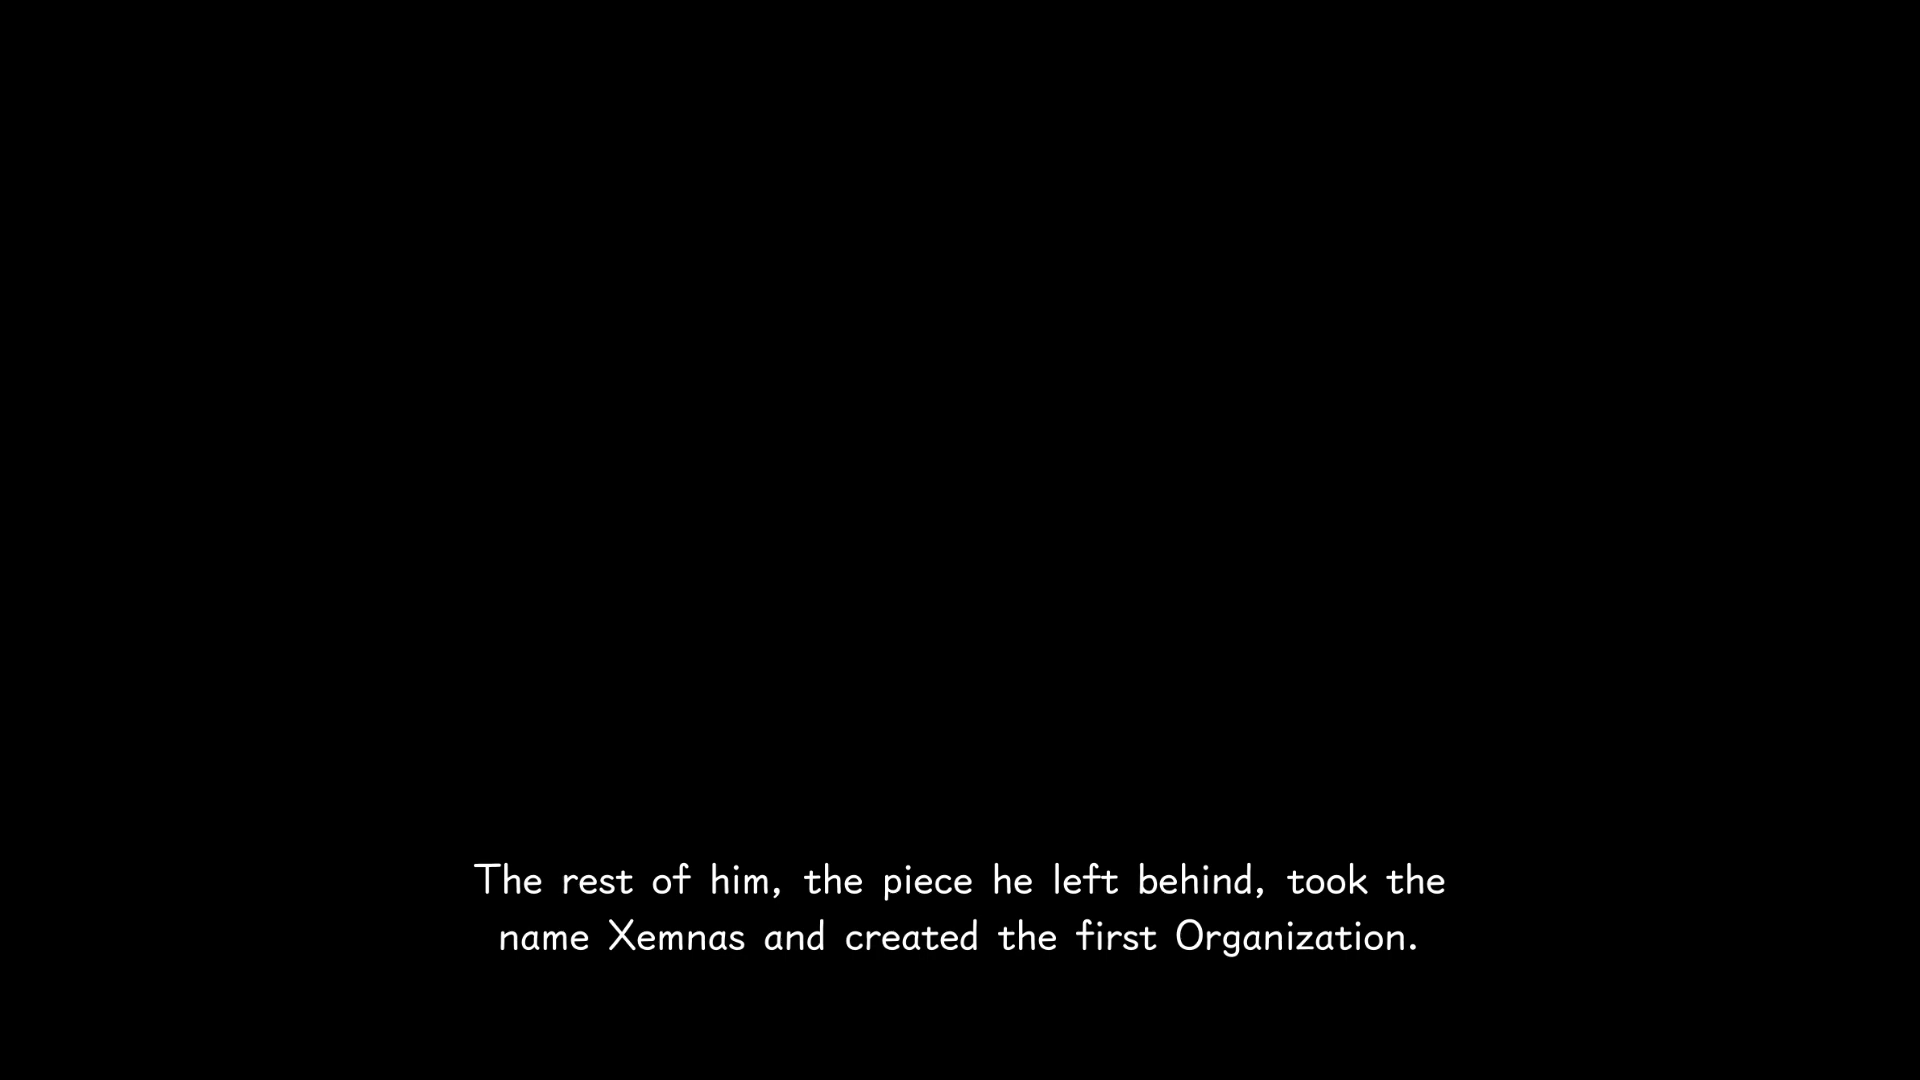 The rest of him, the piece he left behind, took the
name Xemnas and created the first Organization.